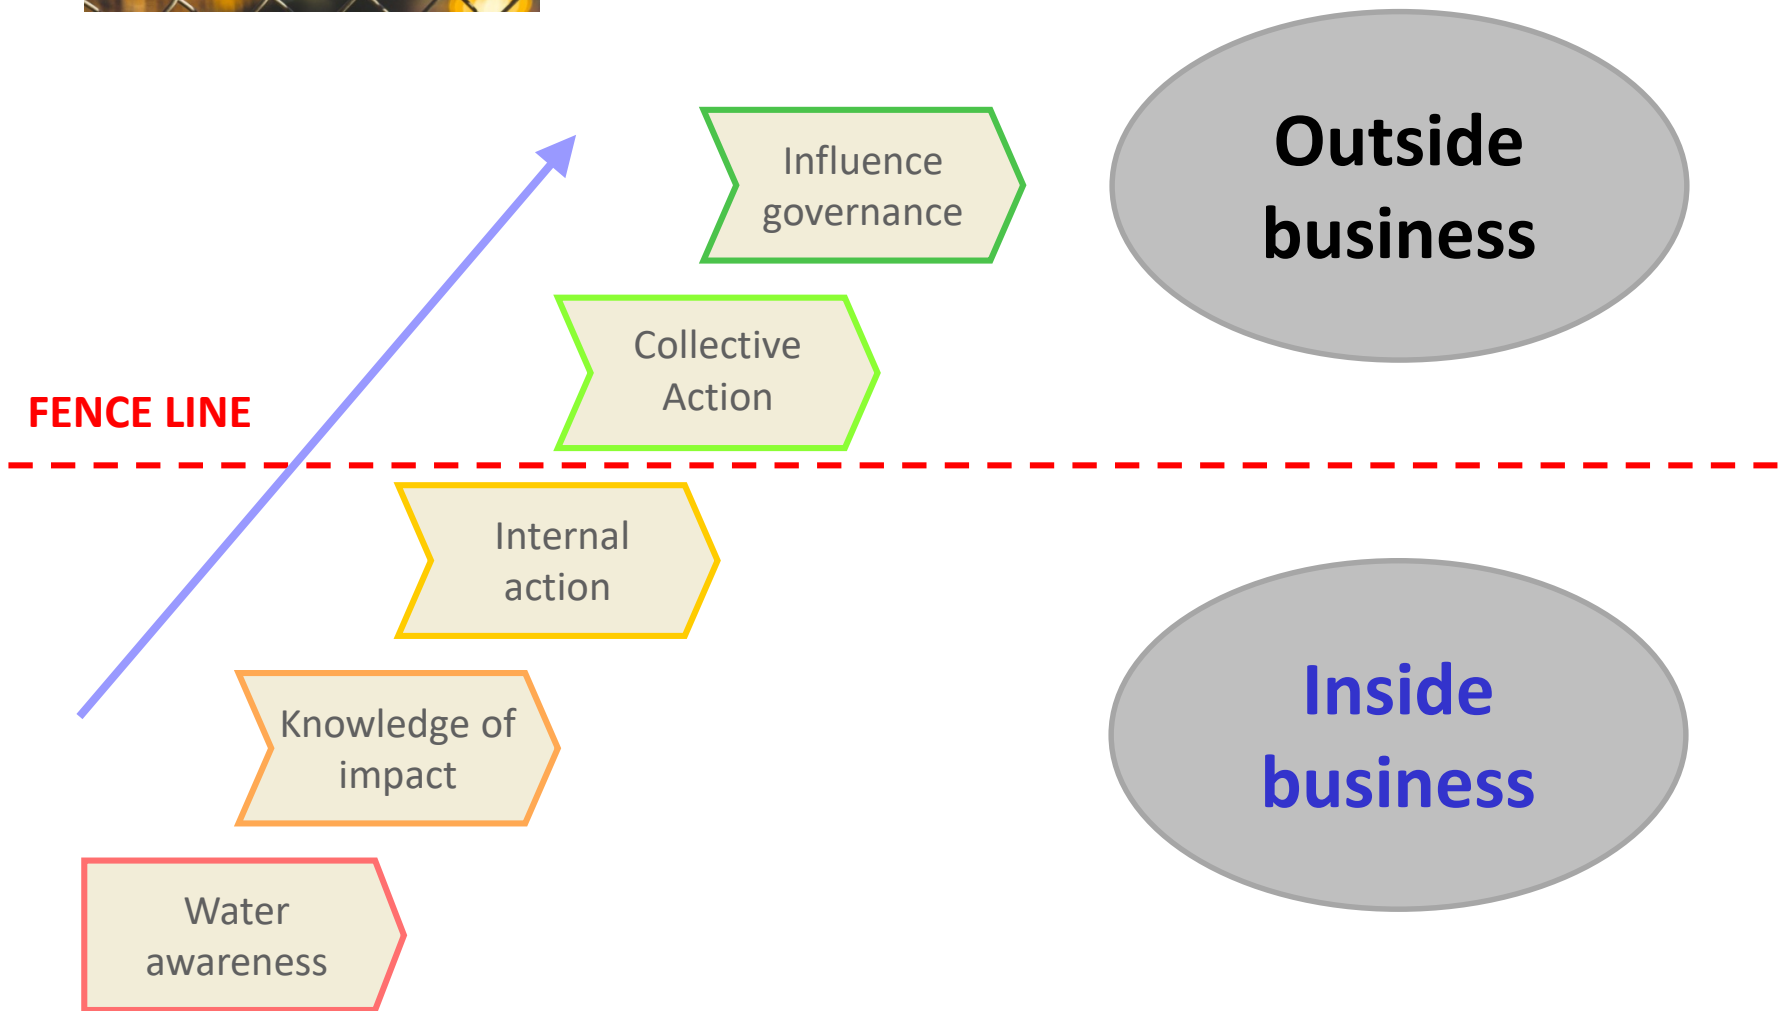 Influence
governance
Outside
business
Collective
Action
FENCE LINE
Internal
action
Knowledge of
impact
Inside
business
Water
awareness